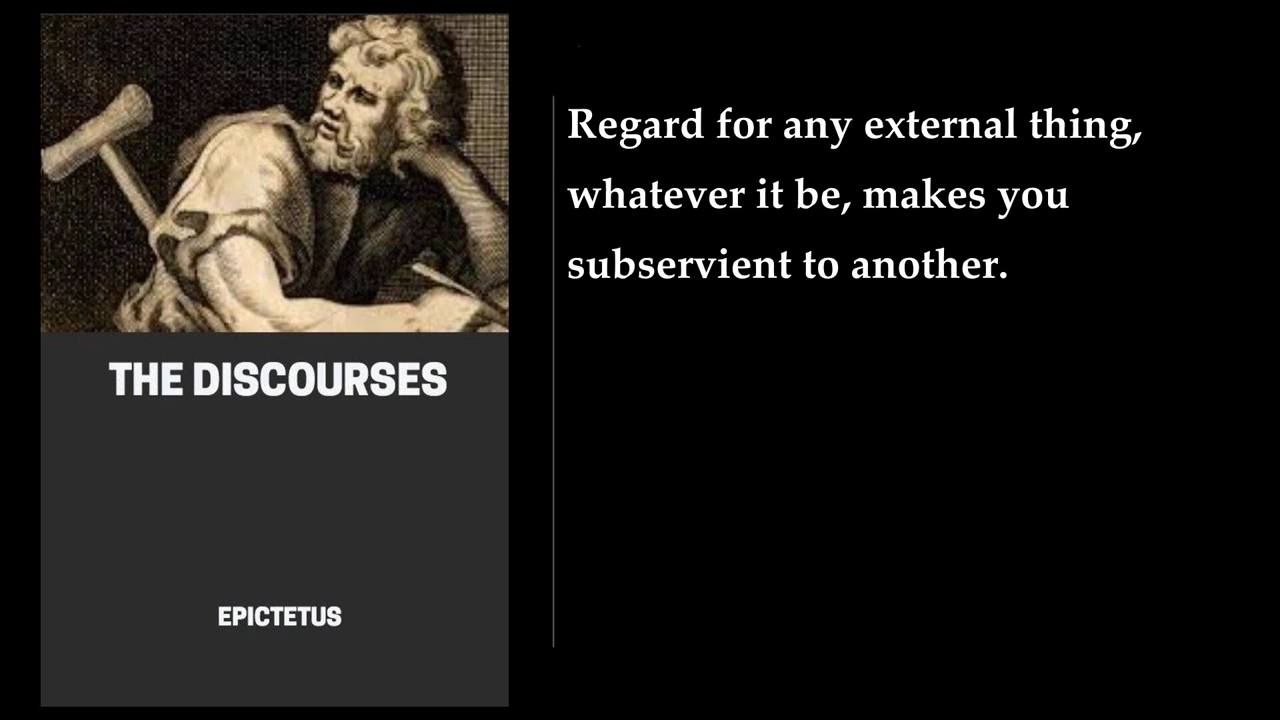 THE DISCOURSES
EPICTETUS
Regard for any external thing,
whatever it be, makes you
subservient to another.